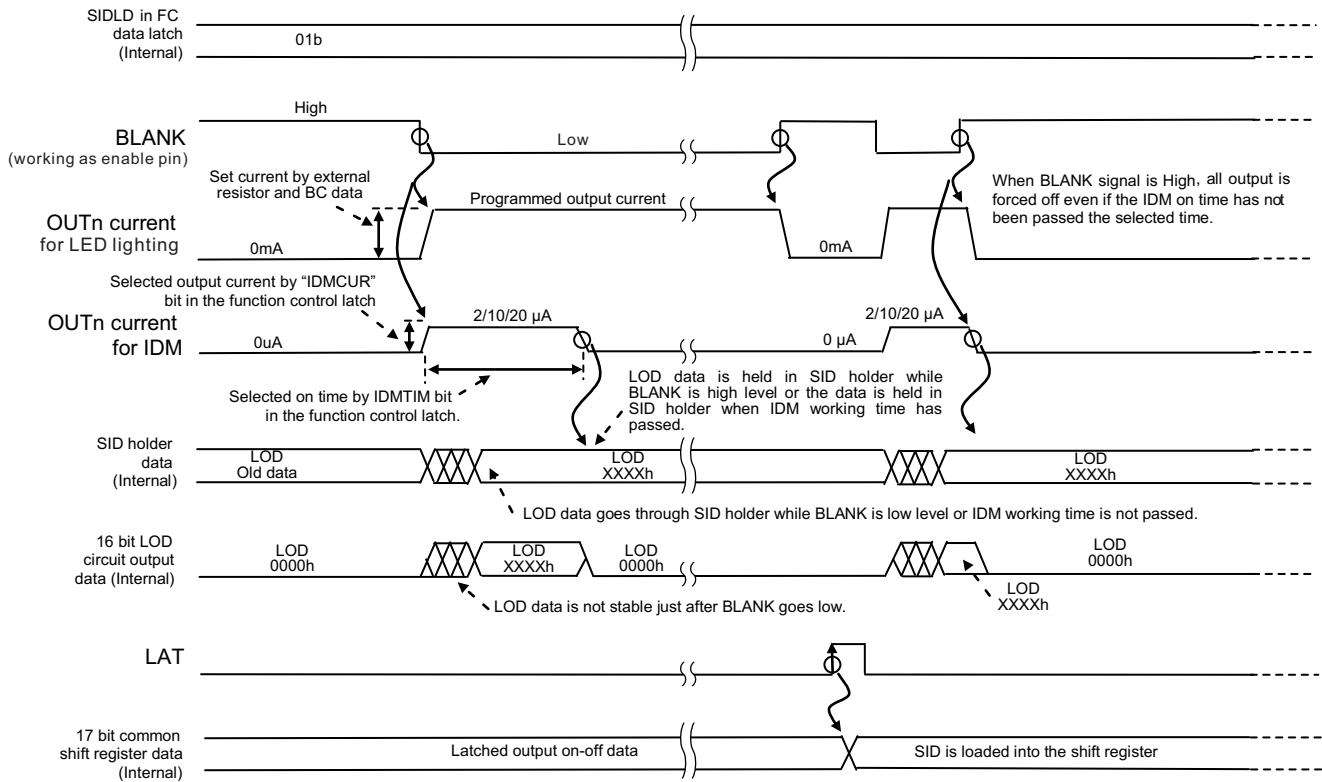 SIDLD in FC
data latch
(Internal)
01b
High
BLANK
(working as enable pin)
Low
Set current by external
resistor and BC data
Programmed output current
When BLANK signal is High, all output is
forced off even if the IDM on time has not
been passed the selected time.
OUTn current
for LED lighting
0mA
0mA
Selected output current by “IDMCUR”
bit in the function control latch
OUTn current
for IDM
2/10/20 µA
2/10/20 µA
0uA
0 µA
Selected on time by IDMTIM bit
in the function control latch.
LOD data is held in SID holder while
BLANK is high level or the data is held in
SID holder when IDM working time has
passed.
SID holder
data
(Internal)
LOD
Old data
LOD
XXXXh
LOD
XXXXh
LOD data goes through SID holder while BLANK is low level or IDM working time is not passed.
16 bit LOD
circuit output
data (Internal)
LOD
0000h
LOD
XXXXh
LOD
0000h
LOD
0000h
LOD
XXXXh
LOD data is not stable just after BLANK goes low.
LAT
17 bit common
shift register data
(Internal)
Latched output on-off data
SID is loaded into the shift register